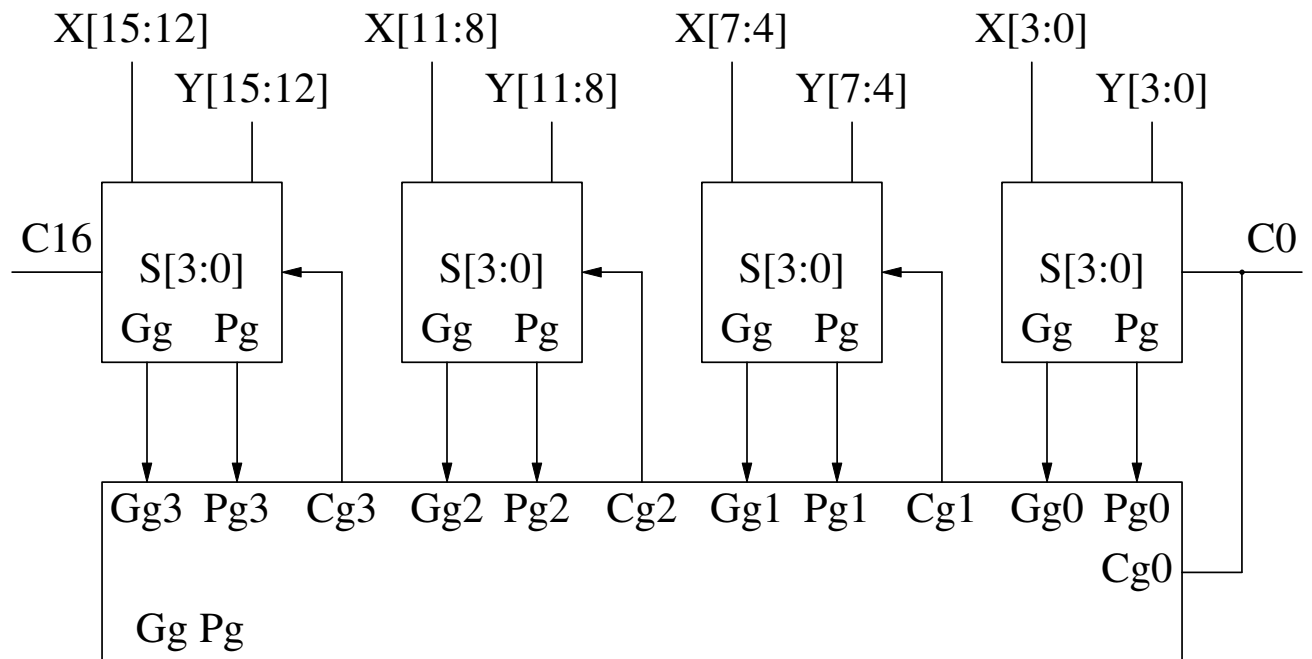 X[15:12] X[11:8] X[7:4] X[3:0]
Y[15:12] Y[11:8] Y[7:4] Y[3:0]
C16 S[3:0] S[3:0] S[3:0] S[3:0] C0
Gg Pg Gg Pg Gg Pg Gg Pg
Gg3 Pg3 Cg3 Gg2 Pg2 Cg2 Gg1 Pg1 Cg1 Gg0 Pg0
Cg0
Gg Pg